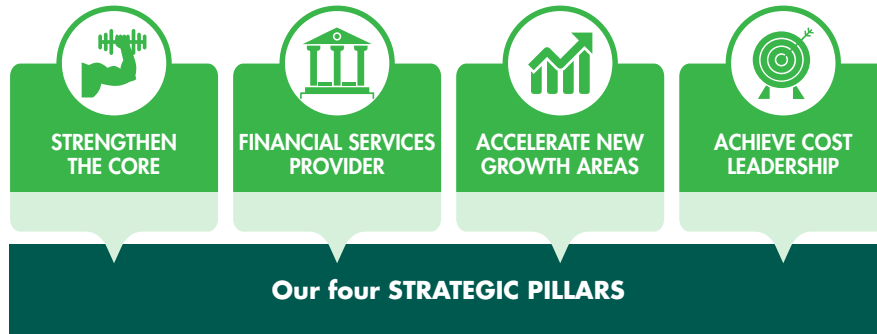 STRENGTHEN
THE CORE
FINANCIAL SERVICES
PROVIDER
ACCELERATE NEW
GROWTH AREAS
ACHIEVE COST
LEADERSHIP
Our four STRATEGIC PILLARS